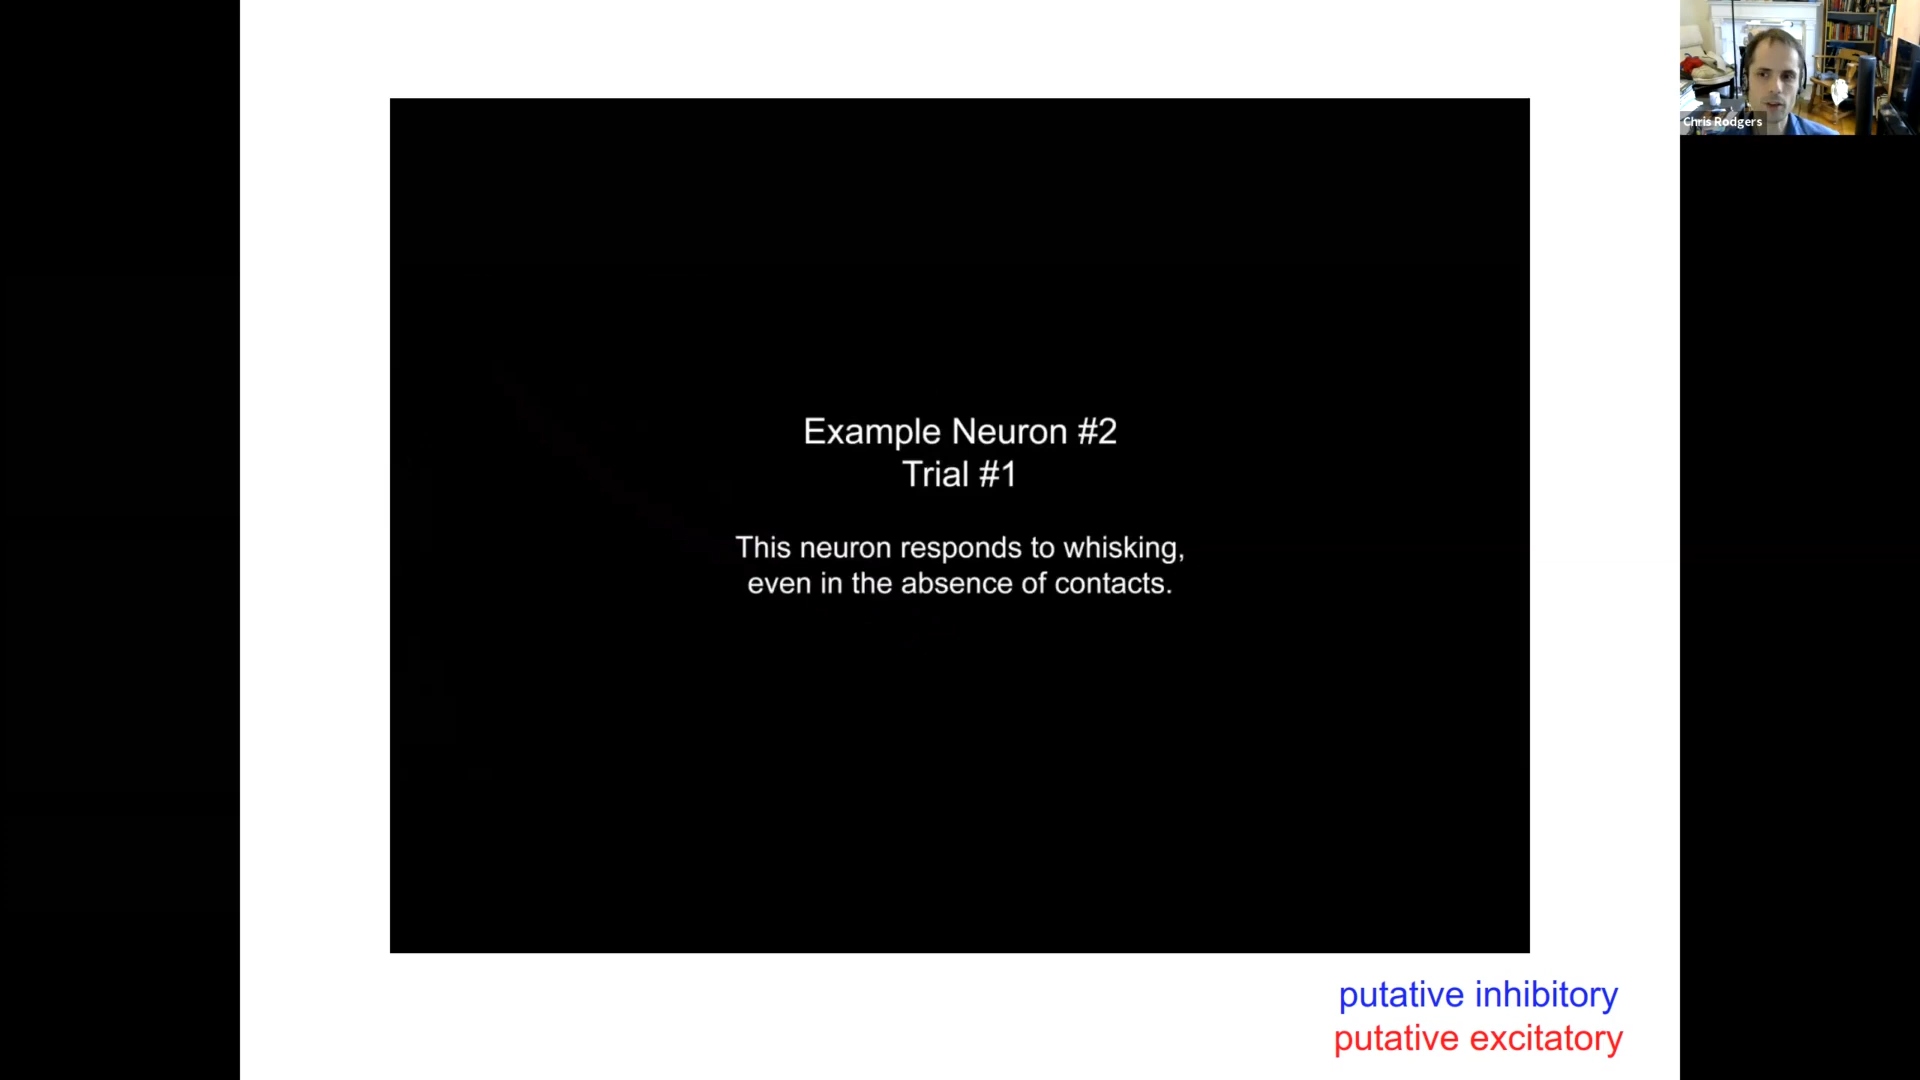 Chris Rodgers
Example Neuron #2
Trial #1
This neuron responds to whisking,
even in the absence of contacts.
putative inhibitory
putative excitatory